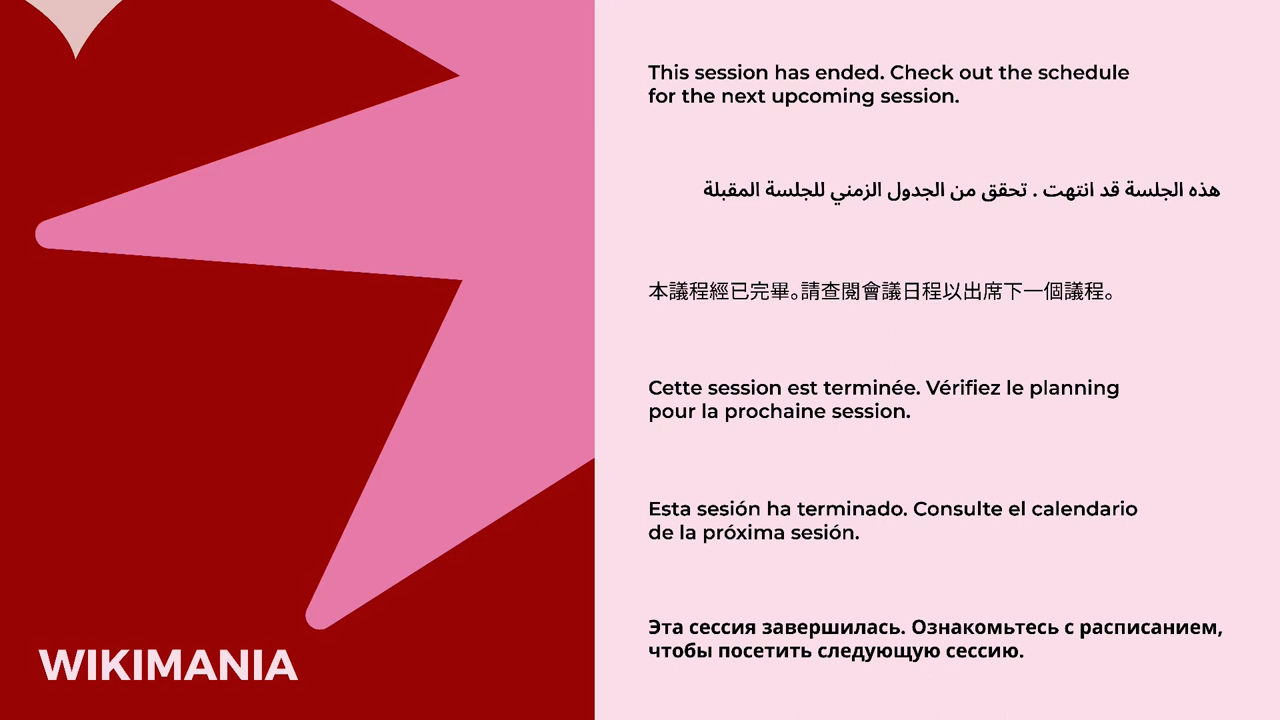 This session has ended. Check out the schedule
for the next upcoming session.
هذه الجلسة قد انتهت . تحقق من الجدول الزمني للجلسة المقبلة
本議程經已完畢。請查閱會議日程以出席下一個議程。
Cette session est terminée. Vérifiez le planning
pour la prochaine session.
Esta sesión ha terminado. Consulte el calendario
de la próxima sesión.
Эта сессия завершилась. Ознакомьтесь с расписанием,
чтобы посетить следующую сессию.
WIKIMANIA